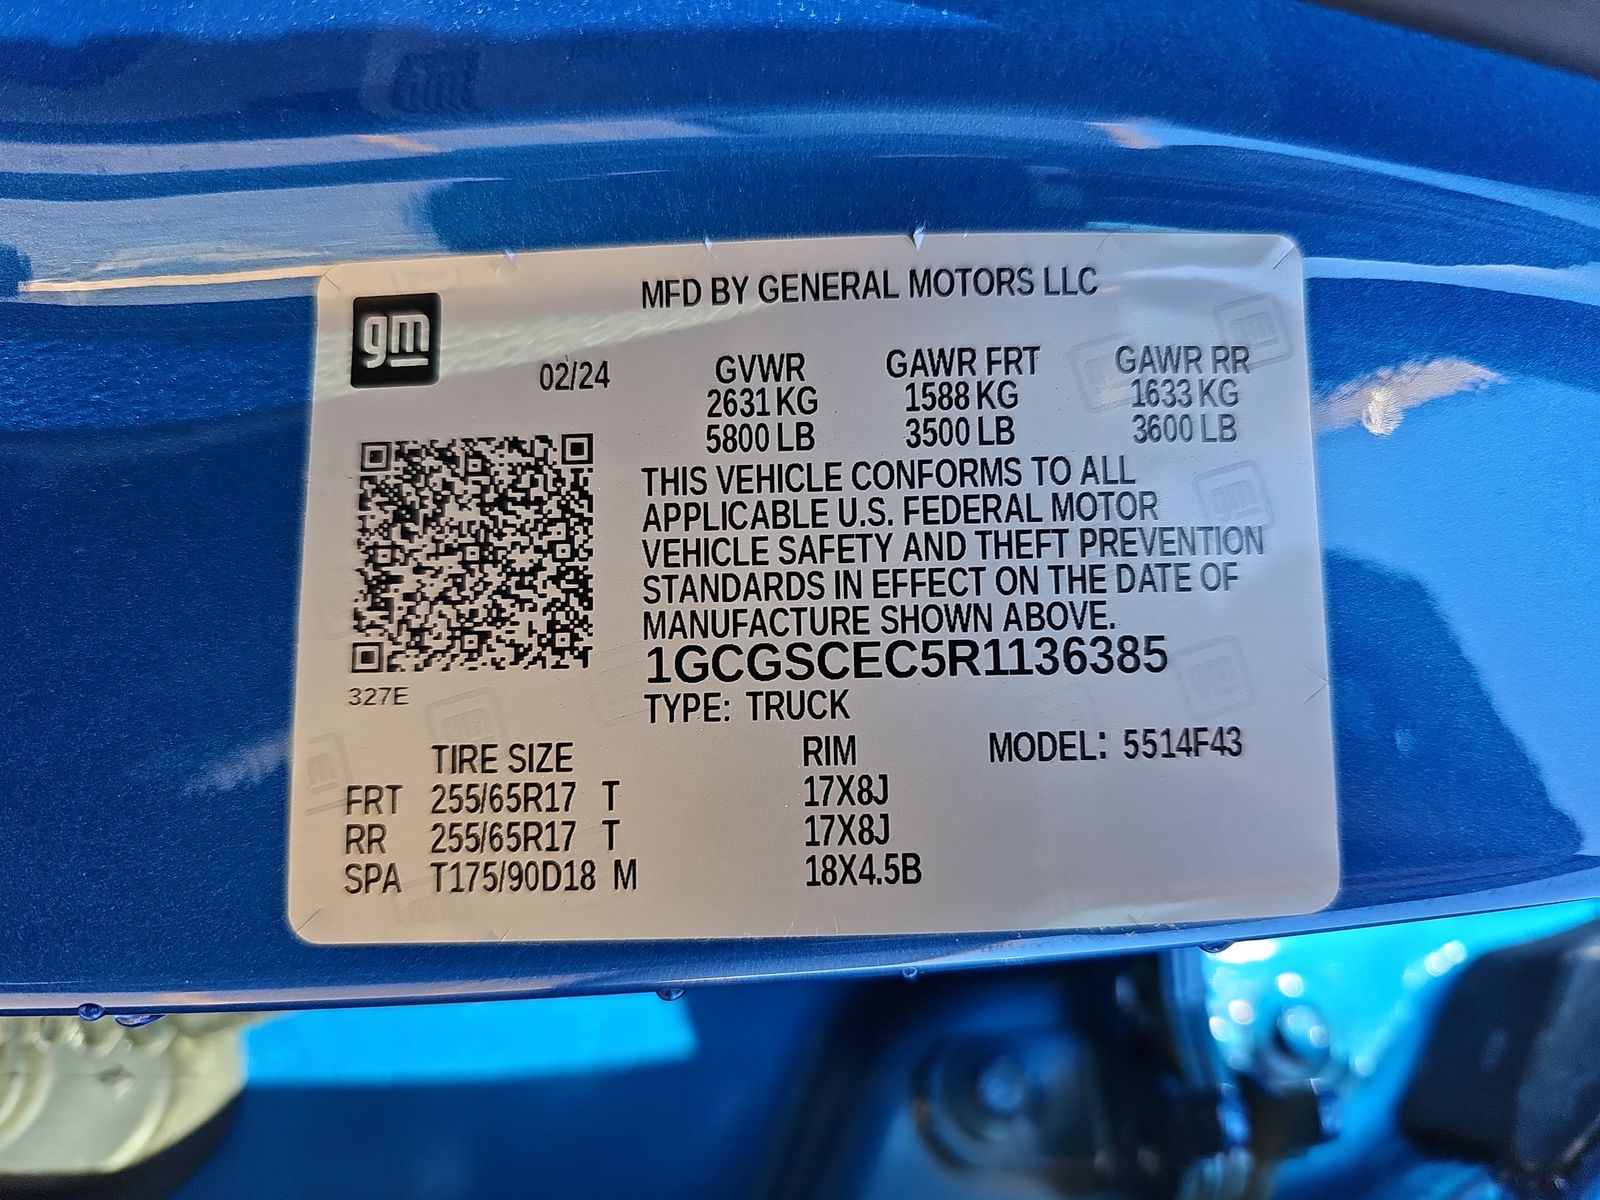 MFD BY GENERAL MOTORS LLC
gm
02/24
GVWR GAWR FRT GAWR RR
2631 KG 1588 KG 1633 KG
5800 LB 3500 LB 3600 LB
THIS VEHICLE CONFORMS TO ALL
APPLICABLE U.S. FEDERAL MOTOR
VEHICLE SAFETY AND THEFT PREVENTION
STANDARDS IN EFFECT ON THE DATE OF
MANUFACTURE SHOWN ABOVE.
1GCGSCEC5R1136385
327E
TYPE: TRUCK
TIRE SIZE RIM MODEL: 5514F43
FRT 255/65R17 T 17X8J
RR 255/65R17 T 17X8J
SPA T175/90D18 M 18X4.5B